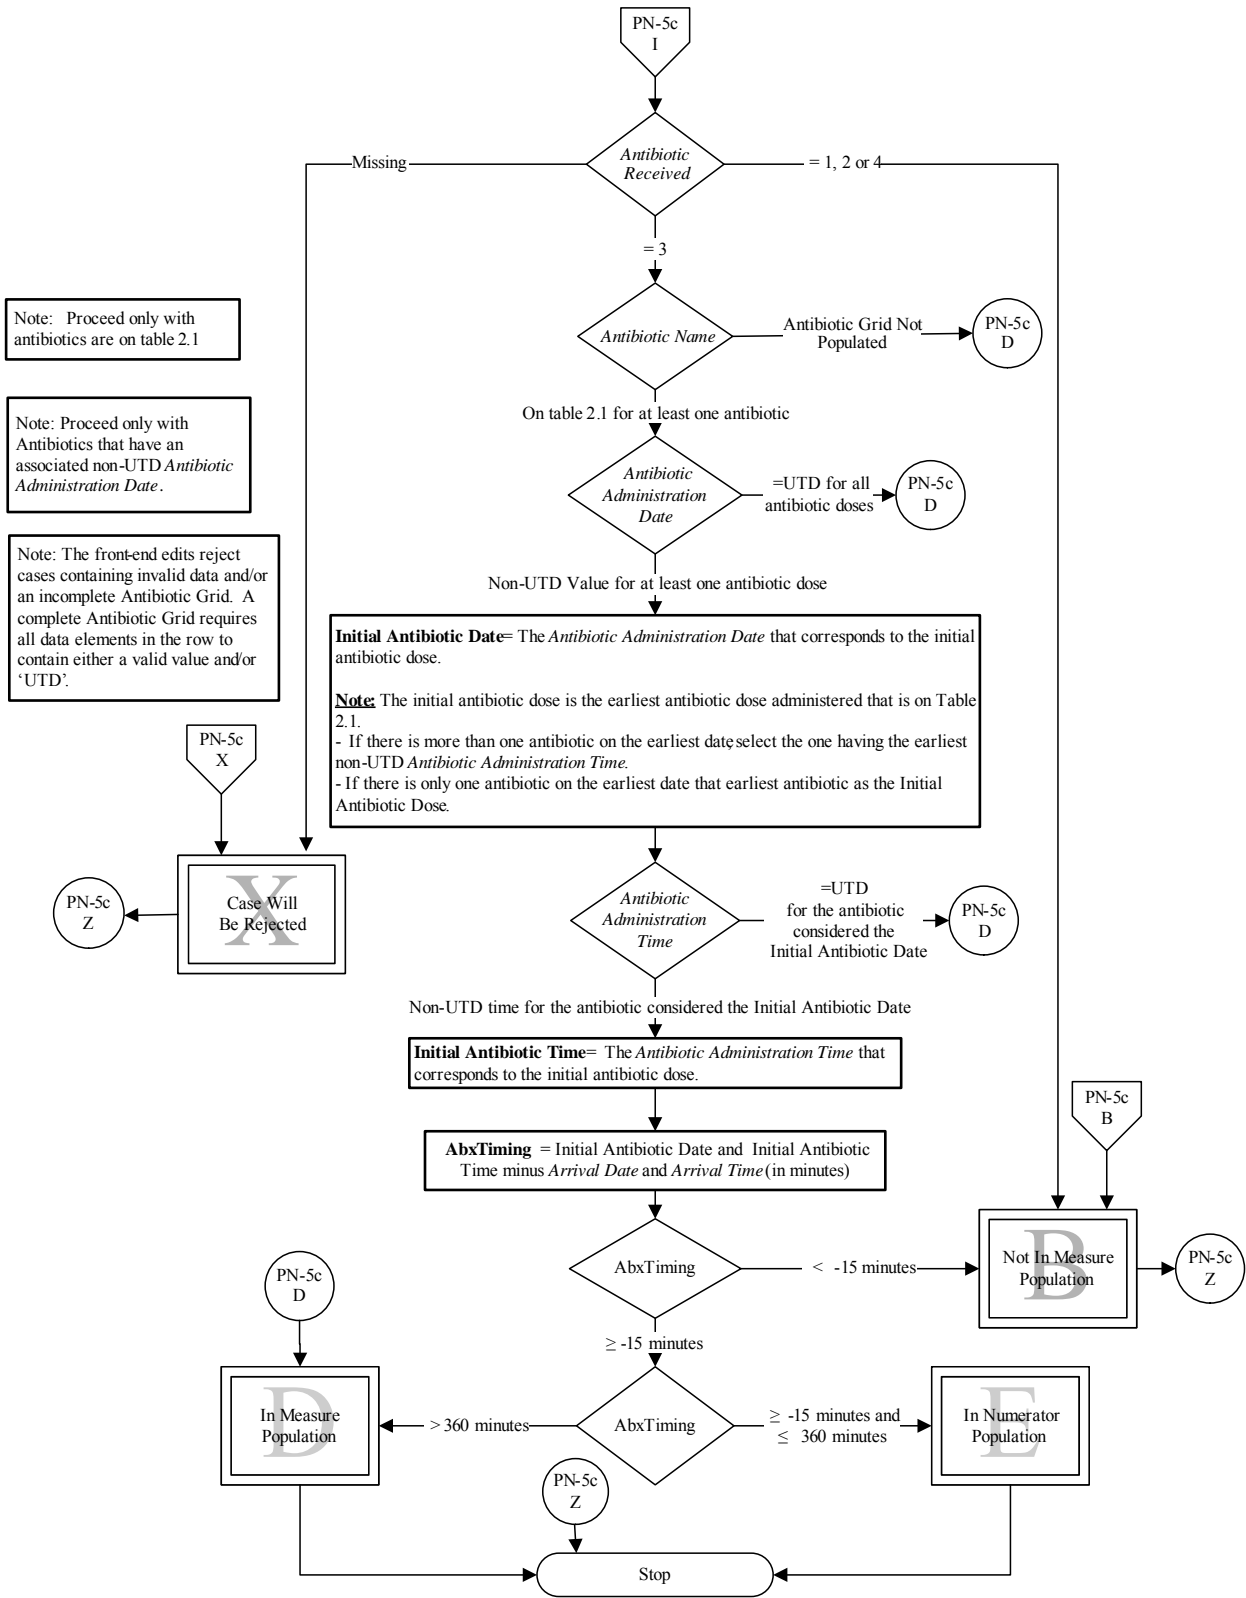 PN-5c
I
Antibiotic
Received
Missing
= 1, 2 or 4
= 3
Note: Proceed only with
antibiotics are on table 2.1
Antibiotic Name
Antibiotic Grid Not
Populated
PN-5c
D
On table 2.1 for at least one antibiotic
Note: Proceed only with
Antibiotics that have an
associated non-UTD Antibiotic
Administration Date.
Antibiotic
Administration
Date
=UTD for all
antibiotic doses
PN-5c
D
Non-UTD Value for at least one antibiotic dose
Note: The front-end edits reject
cases containing invalid data and/or
an incomplete Antibiotic Grid. A
complete Antibiotic Grid requires
all data elements in the row to
contain either a valid value and/or
‘UTD’.
Initial Antibiotic Date= The Antibiotic Administration Date that corresponds to the initial
antibiotic dose.
Note: The initial antibiotic dose is the earliest antibiotic dose administered that is on Table
2.1.
- If there is more than one antibiotic on the earliest date, select the one having the earliest
non-UTD Antibiotic Administration Time.
- If there is only one antibiotic on the earliest date that earliest antibiotic as the Initial
Antibiotic Dose.
PN-5c
X
X
Case Will
Be Rejected
PN-5c
Z
Antibiotic
Administration
Time
=UTD
for the antibiotic
considered the
Initial Antibiotic Date
PN-5c
D
Non-UTD time for the antibiotic considered the Initial Antibiotic Date
Initial Antibiotic Time= The Antibiotic Administration Time that
corresponds to the initial antibiotic dose.
AbxTiming = Initial Antibiotic Date and Initial Antibiotic
Time minus Arrival Date and Arrival Time (in minutes)
PN-5c
B
AbxTiming
< -15 minutes
B
Not In Measure
Population
PN-5c
Z
≥ -15 minutes
PN-5c
D
D
In Measure
Population
> 360 minutes
AbxTiming
≥ -15 minutes and
≤ 360 minutes
E
In Numerator
Population
PN-5c
Z
Stop